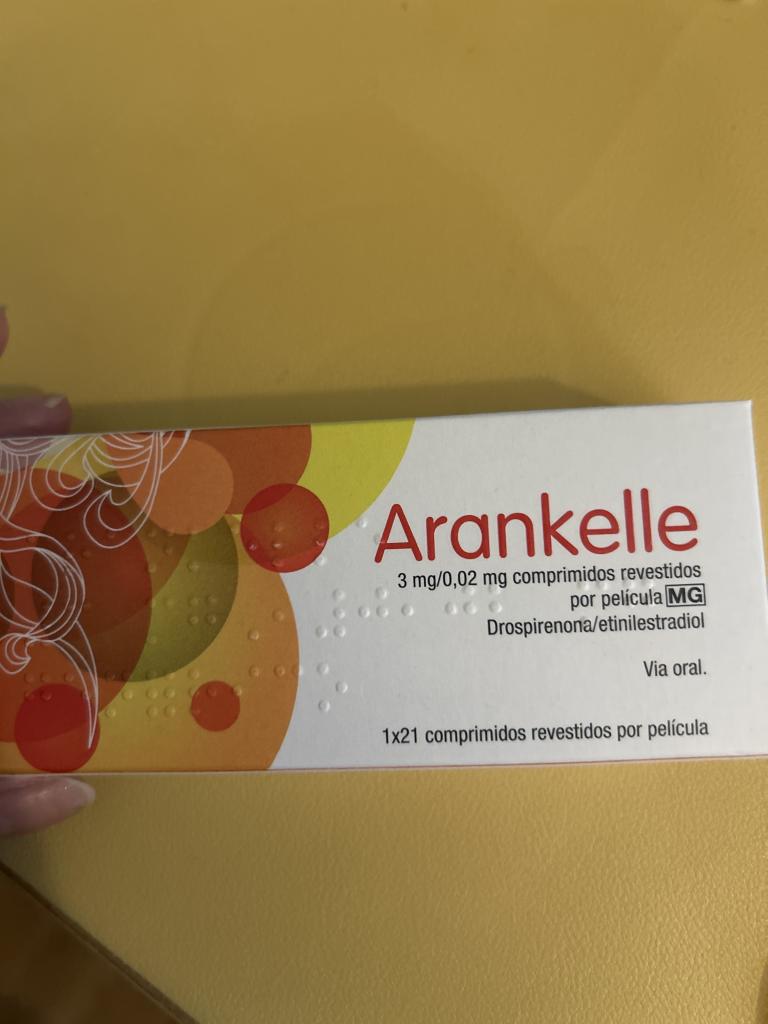 Arankelle
3 mg/0,02 mg comprimidos revestidos
por película MG
Drospirenona/etinilestradiol
Via oral.
1x21 comprimidos revestidos por película